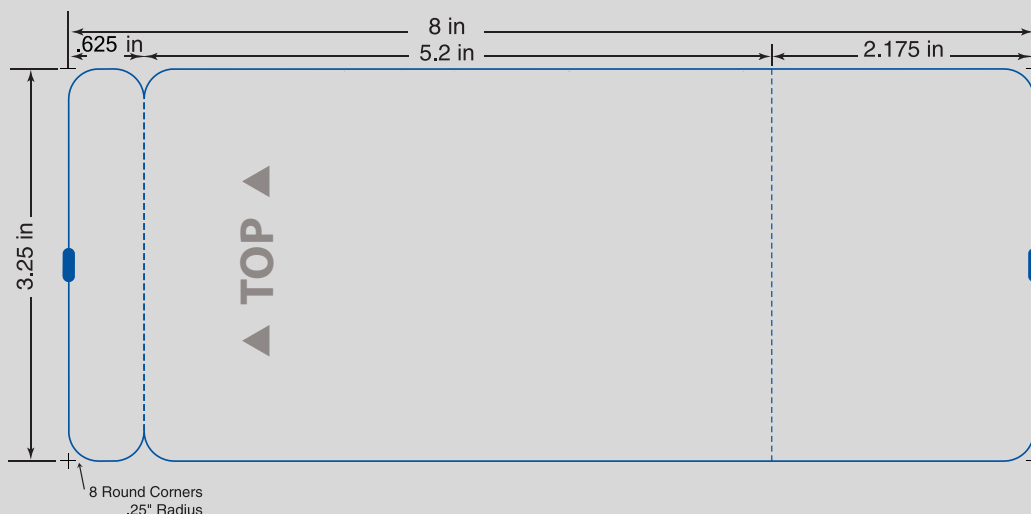 8 in
.625 in
5.2 in
2.175 in
3.25 in
TOP
8 Round Corners
.25" Radius